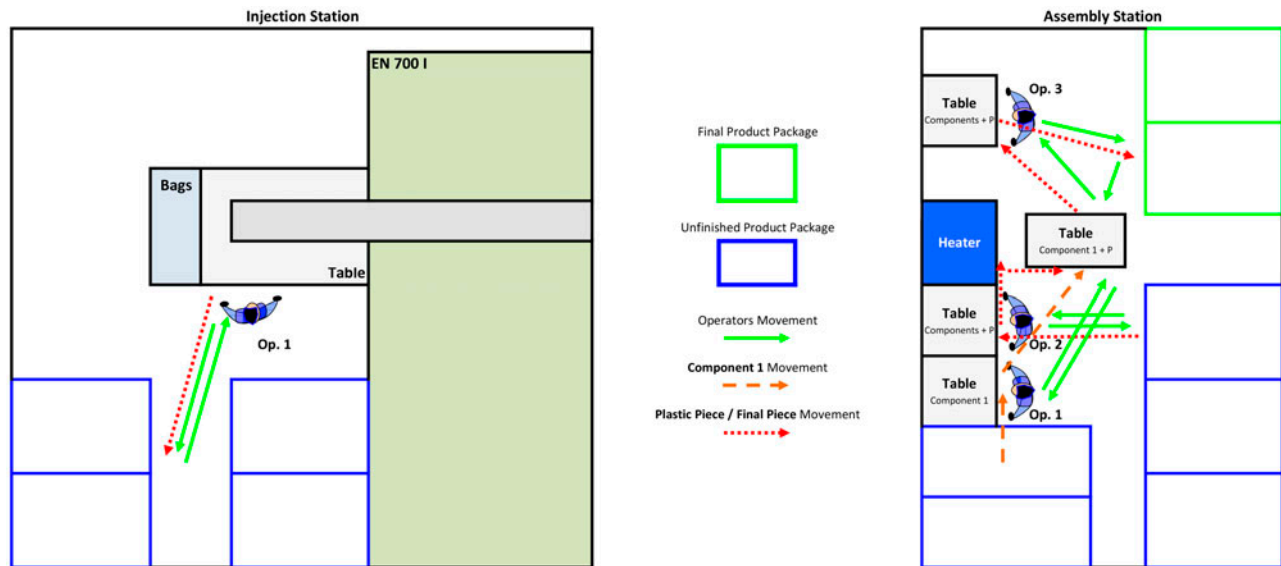 Injection Station
EN 700 I
Bags
Table
Op. 1
Final Product Package
Unfinished Product Package
Operators Movement
Component 1 Movement
Plastic Piece / Final Piece Movement
Assembly Station
Op. 3
Table
Components + P
Heater
Table
Component 1 + P
Table
Components + P
Op. 2
Table
Component 1
Op. 1